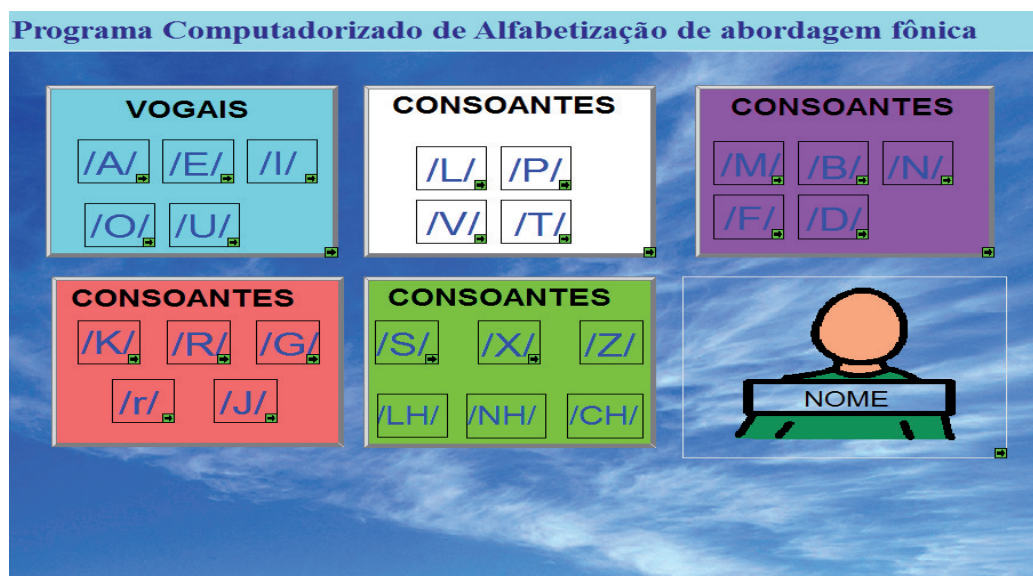 Programa Computadorizado de Alfabetização de abordagem fônica
VOGAIS
/A/ /E/ /I/
/O/ /U/
CONSOANTES
/L/ /P/
/V/ /T/
CONSOANTES
/M/ /B/ /N/
/F/ /D/
CONSOANTES
/K/ /R/ /G/
/r/ /J/
CONSOANTES
/S/ /X/ /Z/
/LH/ /NH/ /CH/
NOME